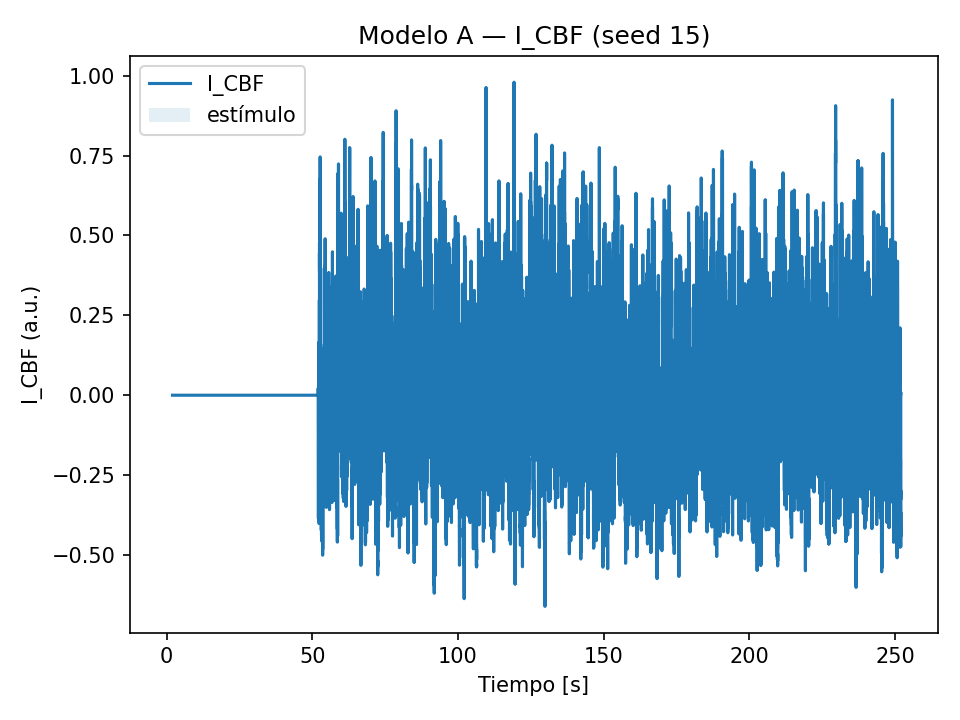 Modelo A — I_CBF (seed 15)
I_CBF
estímulo
I_CBF (a.u.)
1.00
0.75
0.50
0.25
0.00
−0.25
−0.50
0 50 100 150 200 250
Tiempo [s]